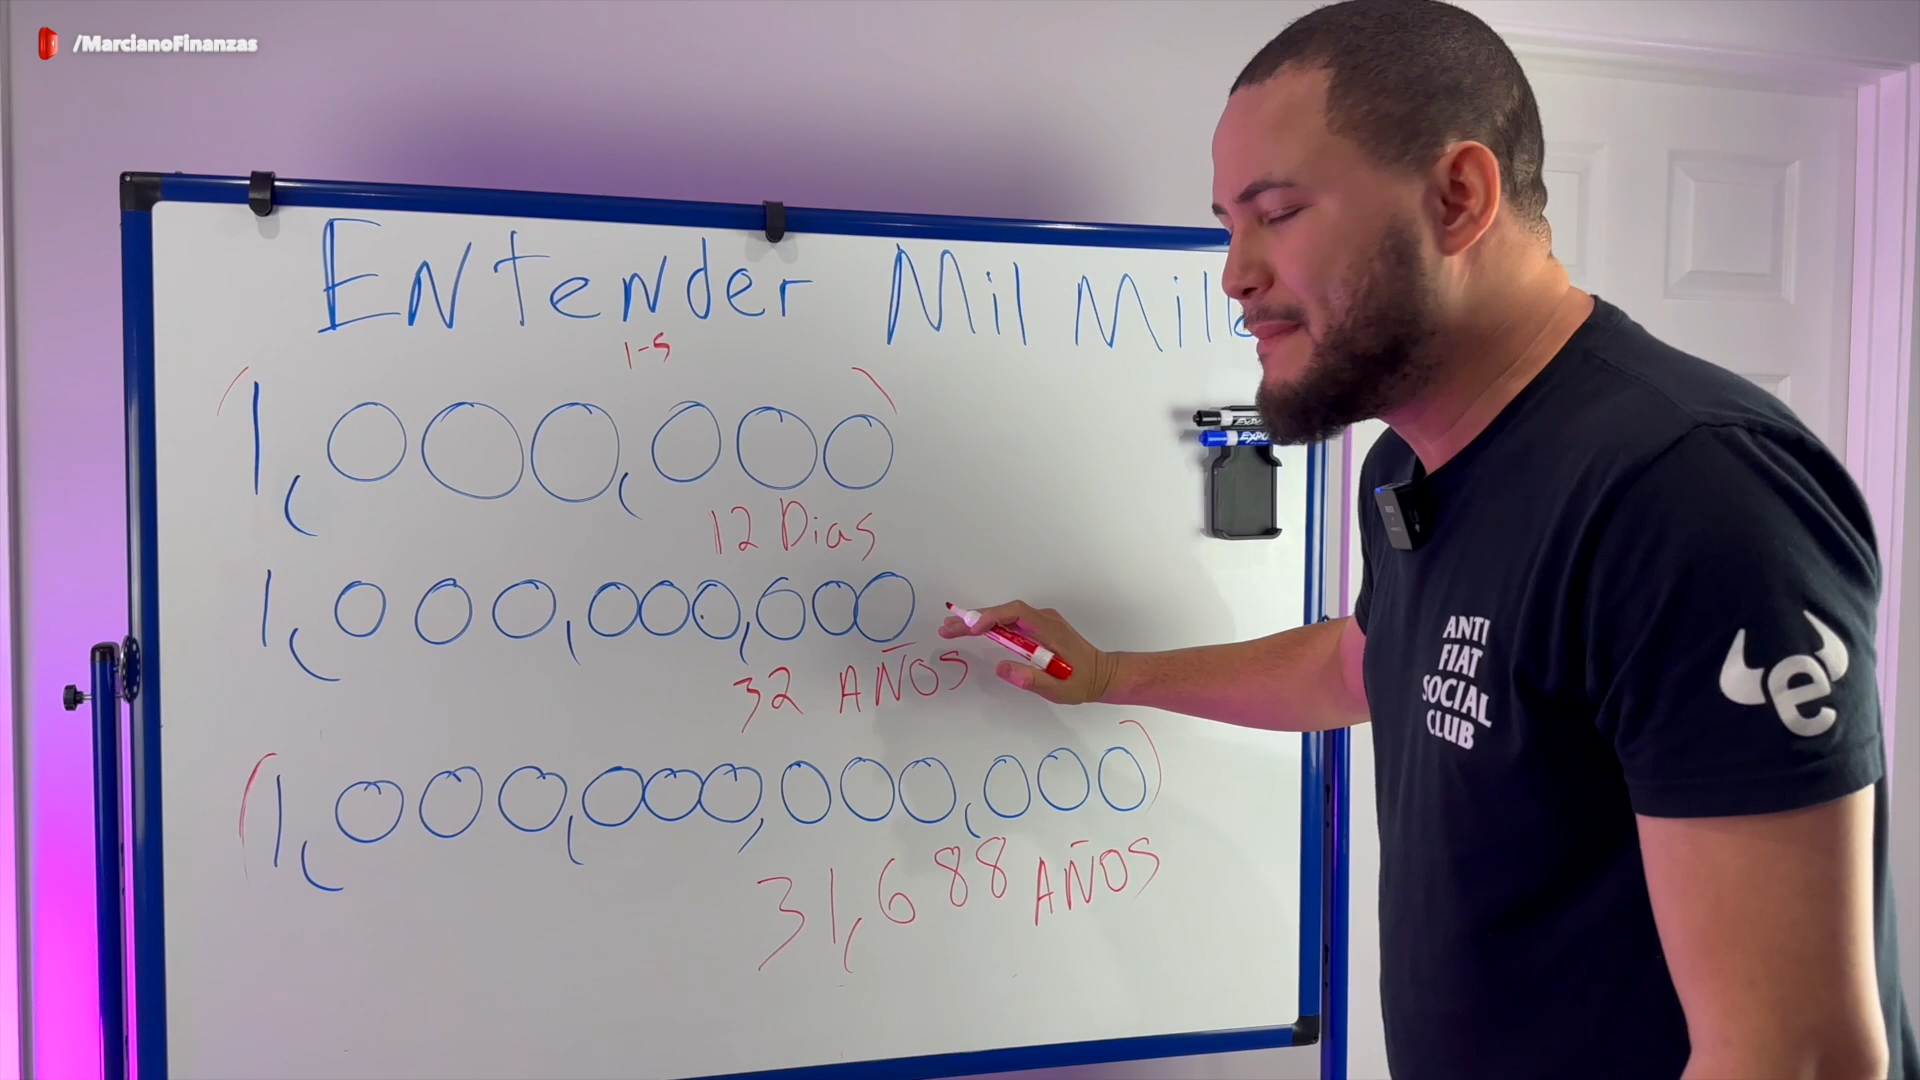 /MarcianoFinanzas
Entender Mil Mill
1-5
(1,000,000)
12 Dias
1,000,000,000
32 AÑOS
(1,000,000,000,000)
31,688 AÑOS
EXPO
ANTI
FIAT
SOCIAL
CLUB
e